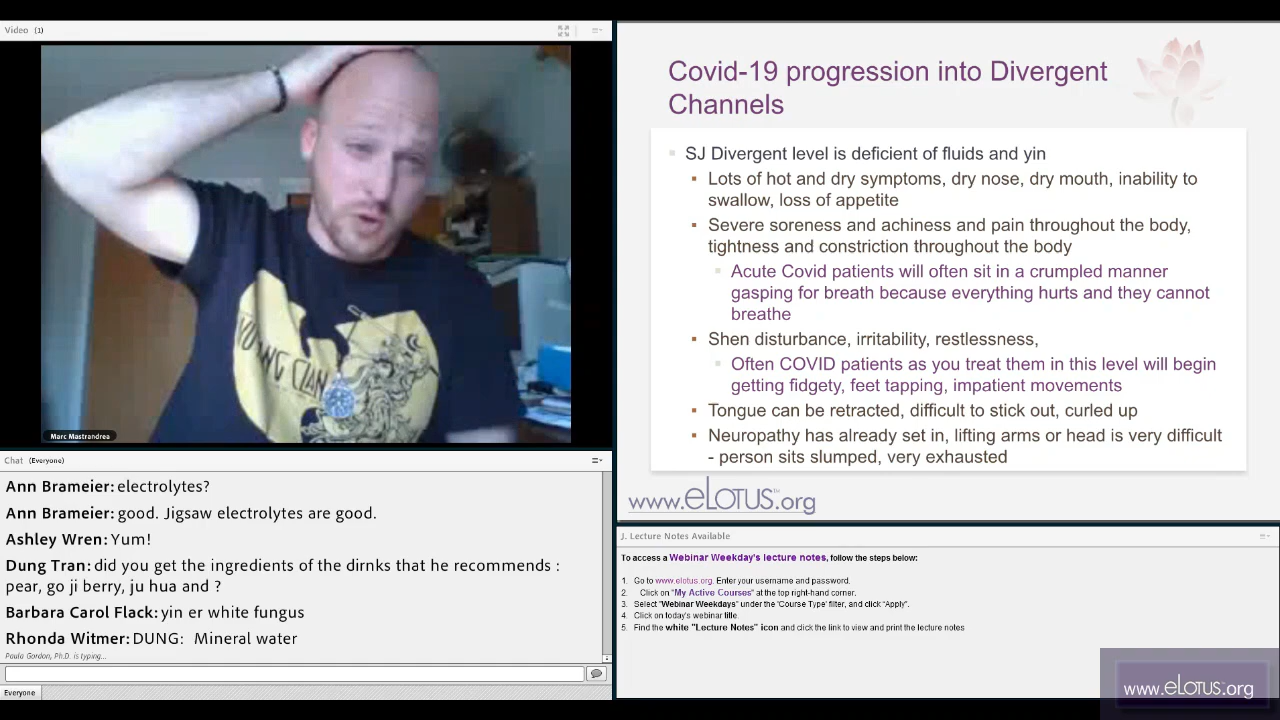 Video (1)
YOUNG CLAN
Marc Mastrandrea
Chat (Everyone)
Ann Brameier: electrolytes?
Ann Brameier: good. Jigsaw electrolytes are good.
Ashley Wren: Yum!
Dung Tran: did you get the ingredients of the dirnks that he recommends :
pear, go ji berry, ju hua and ?
Barbara Carol Flack: yin er white fungus
Rhonda Witmer: DUNG:   Mineral water
Paula Gordon, Ph.D. is typing...
Everyone
Covid-19 progression into Divergent
Channels
SJ Divergent level is deficient of fluids and yin
Lots of hot and dry symptoms, dry nose, dry mouth, inability to
swallow, loss of appetite
Severe soreness and achiness and pain throughout the body,
tightness and constriction throughout the body
Acute Covid patients will often sit in a crumpled manner
gasping for breath because everything hurts and they cannot
breathe
Shen disturbance, irritability, restlessness,
Often COVID patients as you treat them in this level will begin
getting fidgety, feet tapping, impatient movements
Tongue can be retracted, difficult to stick out, curled up
Neuropathy has already set in, lifting arms or head is very difficult
- person sits slumped, very exhausted
www.eLOTUS.org
J. Lecture Notes Available
To access a Webinar Weekday's lecture notes, follow the steps below:
1. Go to www.elotus.org. Enter your username and password.
2. Click on "My Active Courses" at the top right-hand corner.
3. Select "Webinar Weekdays" under the 'Course Type' filter, and click "Apply".
4. Click on today's webinar title.
5. Find the white "Lecture Notes" icon and click the link to view and print the lecture notes
www.eLOTUS.org